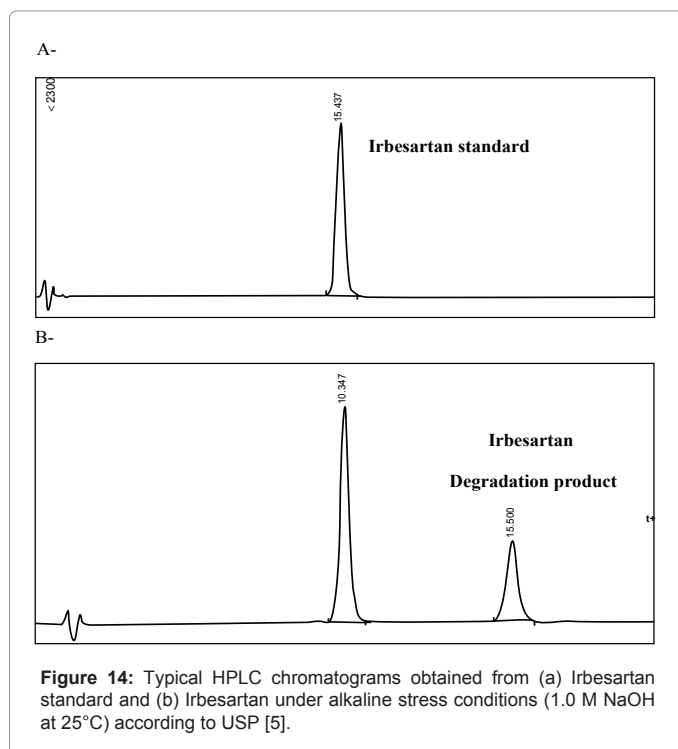 A-
< 2300
15.437
Irbesartan standard
B-
10.347
Irbesartan
Degradation product
15.500
t+
Figure 14: Typical HPLC chromatograms obtained from (a) Irbesartan
standard and (b) Irbesartan under alkaline stress conditions (1.0 M NaOH
at 25°C) according to USP [5].